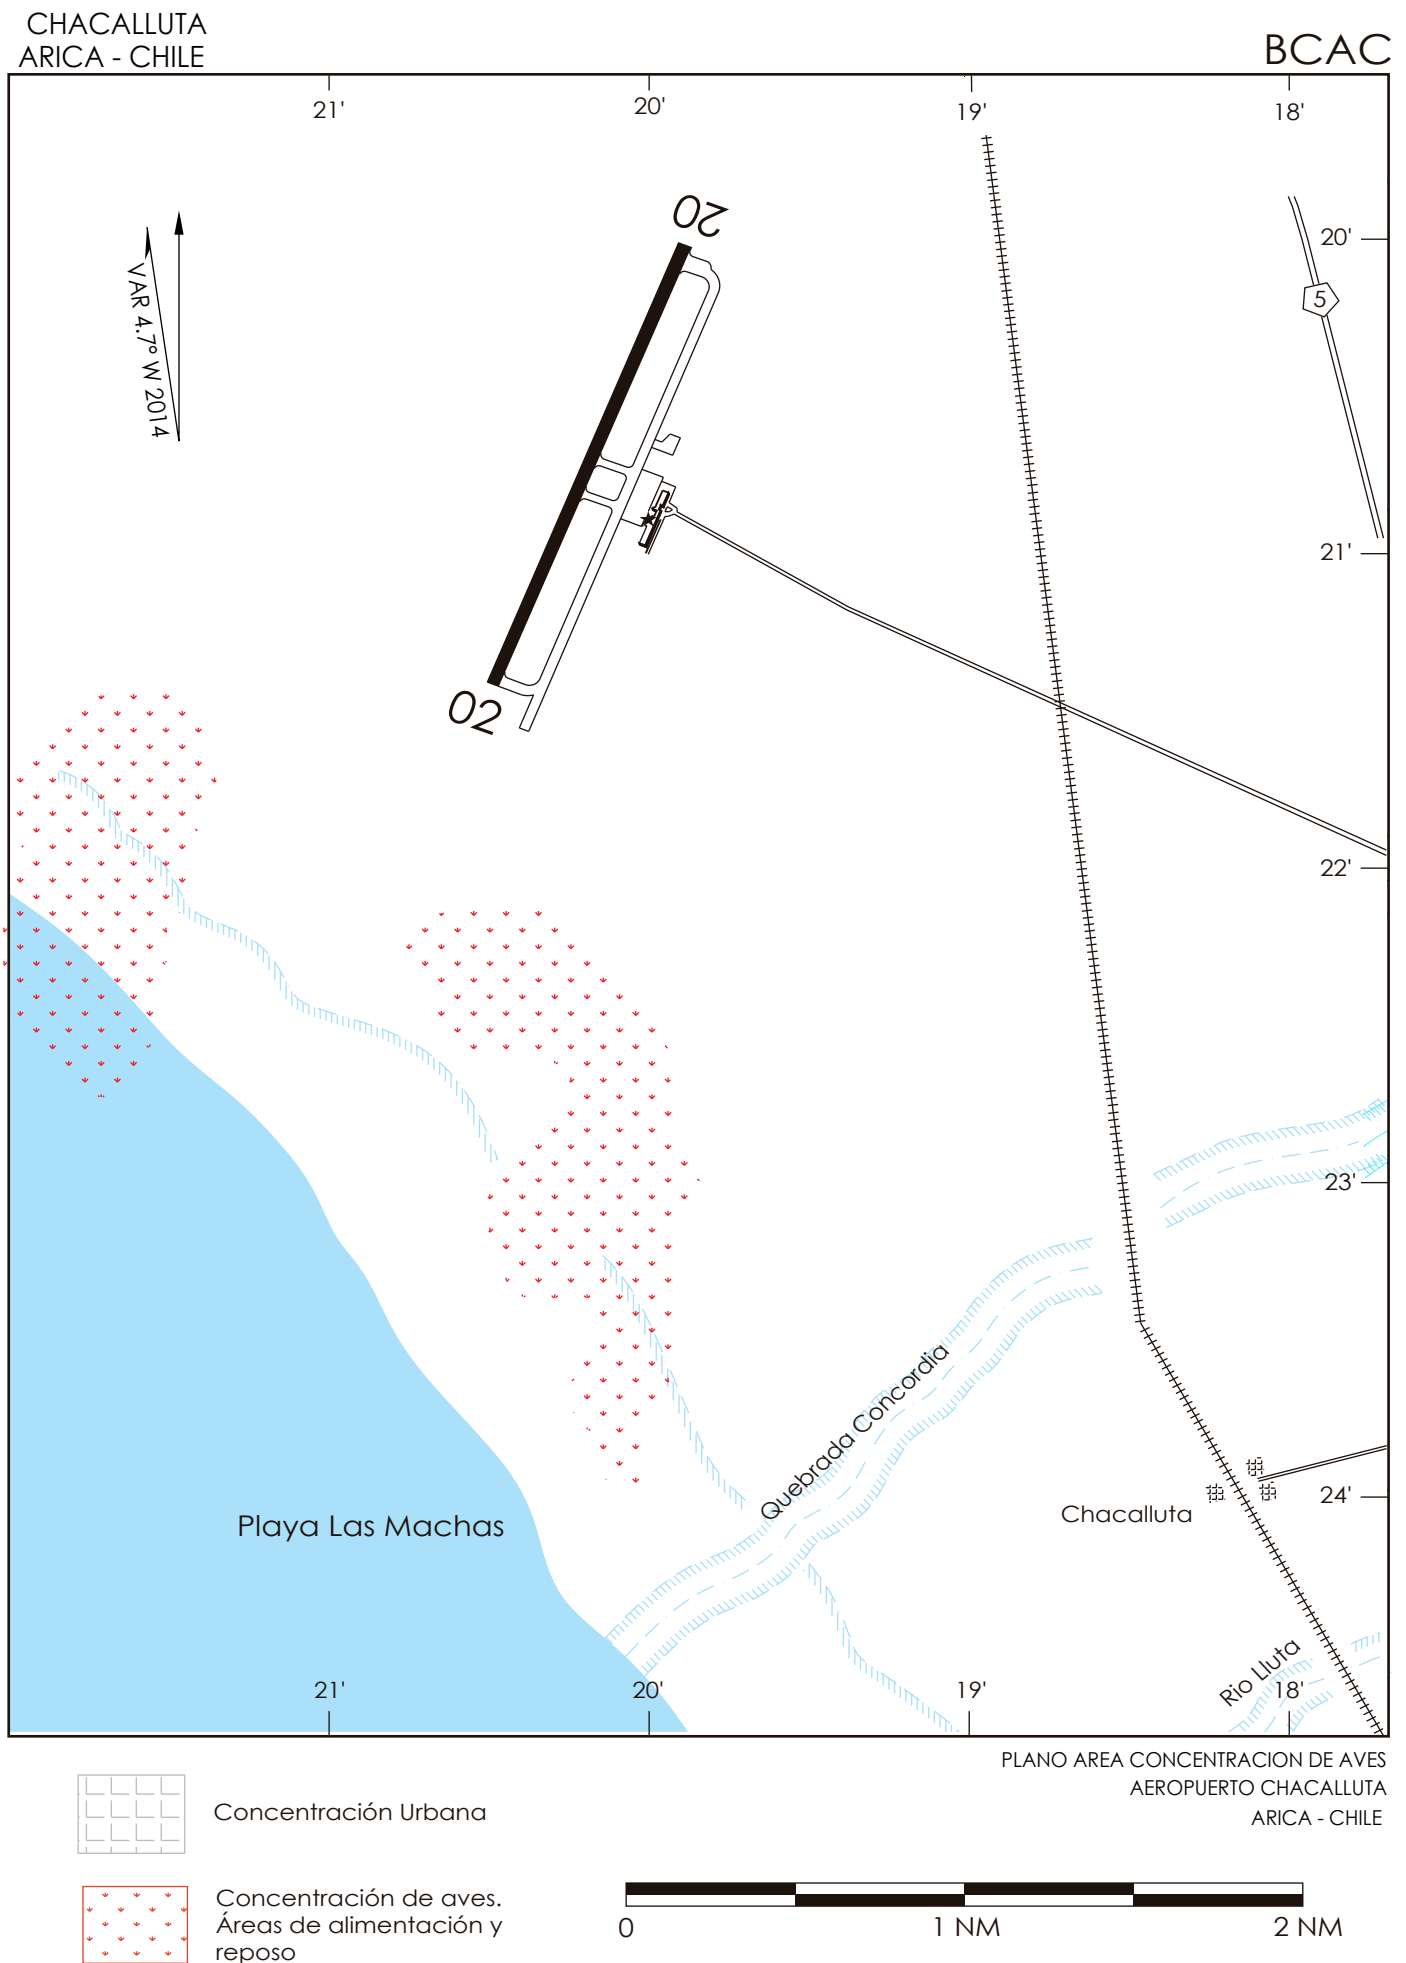 CHACALLUTA
ARICA - CHILE
BCAC
21'
20'
19'
18'
20
20'
5
VAR 4.7° W 2014
21'
02
22'
23'
Quebrada Concordia
24'
Chacalluta
Playa Las Machas
Rio Lluta
21'
20'
19'
18'
PLANO AREA CONCENTRACION DE AVES
AEROPUERTO CHACALLUTA
ARICA - CHILE
Concentración Urbana
Concentración de aves.
Áreas de alimentación y
reposo
0
1 NM
2 NM